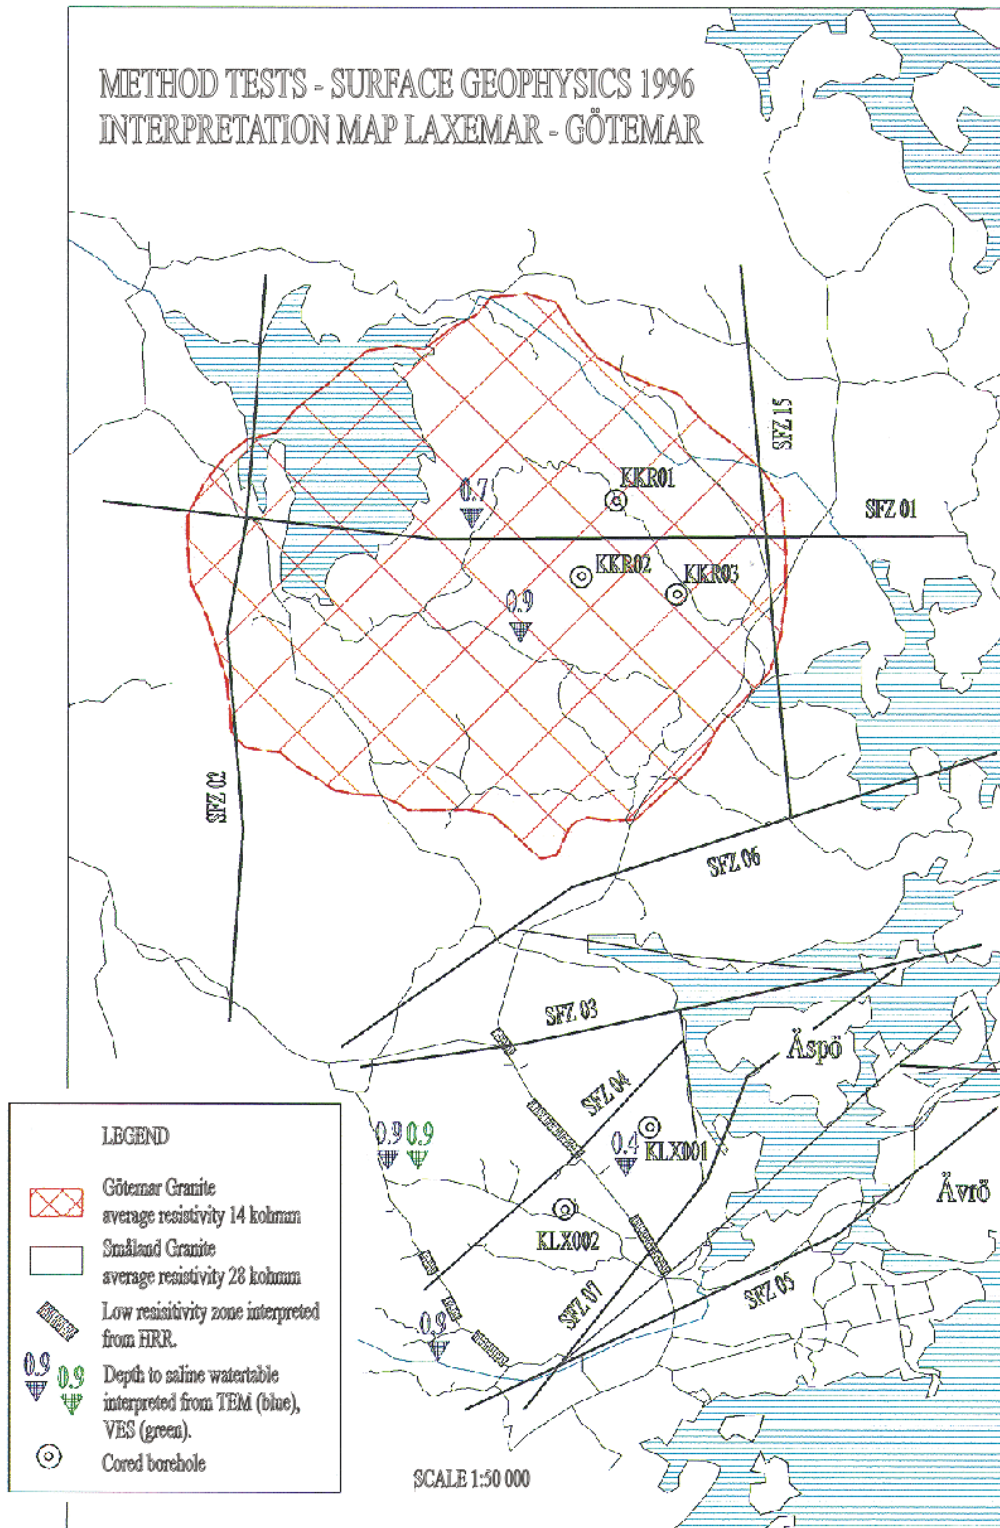 METHOD TESTS - SURFACE GEOPHYSICS 1996
INTERPRETATION MAP LAXEMAR - GÖTEMAR
SFZ 15
KKR01
0.7
SFZ 01
KKR02
KKR03
0.9
SFZ 02
SFZ 06
SFZ 03
Äspö
SFZ 04
0.9 0.9
0.4
KLX001
Ävrö
KLX002
SFZ 07
SFZ 05
0.9
LEGEND
Götemar Granite
average resistivity 14 kohmm
Småland Granite
average resistivity 28 kohmm
Low resisitivity zone interpreted
from HRR.
0.9 0.9
Depth to saline watertable
interpreted from TEM (blue),
VES (green).
Cored borehole
SCALE 1:50 000